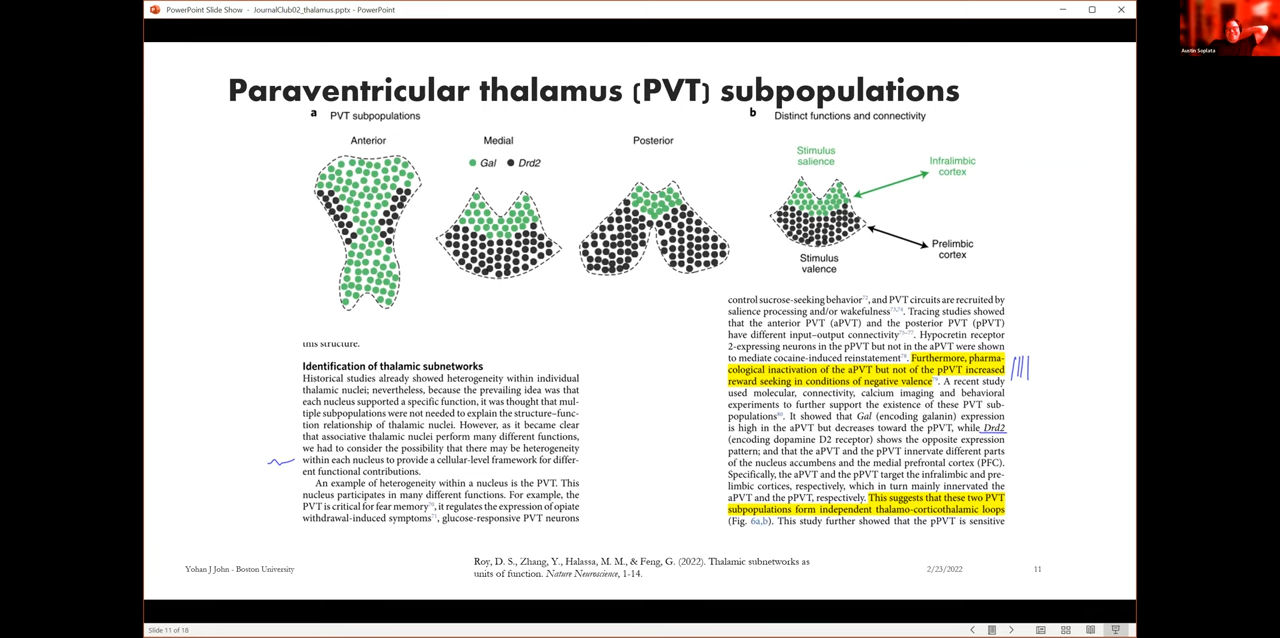 PowerPoint Slide Show - JournalClub02_thalamus.pptx - PowerPoint
Austin Soplata
Paraventricular thalamus (PVT) subpopulations
a PVT subpopulations
Anterior
Medial
Posterior
Gal Drd2
b Distinct functions and connectivity
Stimulus
salience
Infralimbic
cortex
Prelimbic
cortex
Stimulus
valence
this structure.
Identification of thalamic subnetworks
Historical studies already showed heterogeneity within individual
thalamic nuclei; nevertheless, because the prevailing idea was that
each nucleus supported a specific function, it was thought that mul-
tiple subpopulations were not needed to explain the structure–func-
tion relationship of thalamic nuclei. However, as it became clear
that associative thalamic nuclei perform many different functions,
we had to consider the possibility that there may be heterogeneity
within each nucleus to provide a cellular-level framework for differ-
ent functional contributions.
An example of heterogeneity within a nucleus is the PVT. This
nucleus participates in many different functions. For example, the
PVT is critical for fear memory70, it regulates the expression of opiate
withdrawal-induced symptoms71, glucose-responsive PVT neurons
control sucrose-seeking behavior72, and PVT circuits are recruited by
salience processing and/or wakefulness73,74. Tracing studies showed
that the anterior PVT (aPVT) and the posterior PVT (pPVT)
have different input–output connectivity75–77. Hypocretin receptor
2-expressing neurons in the pPVT but not in the aPVT were shown
to mediate cocaine-induced reinstatement78. Furthermore, pharma-
cological inactivation of the aPVT but not of the pPVT increased
reward seeking in conditions of negative valence79. A recent study
used molecular, connectivity, calcium imaging and behavioral
experiments to further support the existence of these PVT sub-
populations80. It showed that Gal (encoding galanin) expression
is high in the aPVT but decreases toward the pPVT, while Drd2
(encoding dopamine D2 receptor) shows the opposite expression
pattern; and that the aPVT and the pPVT innervate different parts
of the nucleus accumbens and the medial prefrontal cortex (PFC).
Specifically, the aPVT and the pPVT target the infralimbic and pre-
limbic cortices, respectively, which in turn mainly innervated the
aPVT and the pPVT, respectively. This suggests that these two PVT
subpopulations form independent thalamo-corticothalamic loops
(Fig. 6a,b). This study further showed that the pPVT is sensitive
Roy, D. S., Zhang, Y., Halassa, M. M., & Feng, G. (2022). Thalamic subnetworks as
units of function. Nature Neuroscience, 1-14.
Yohan J John - Boston University
2/23/2022
11
Slide 11 of 18